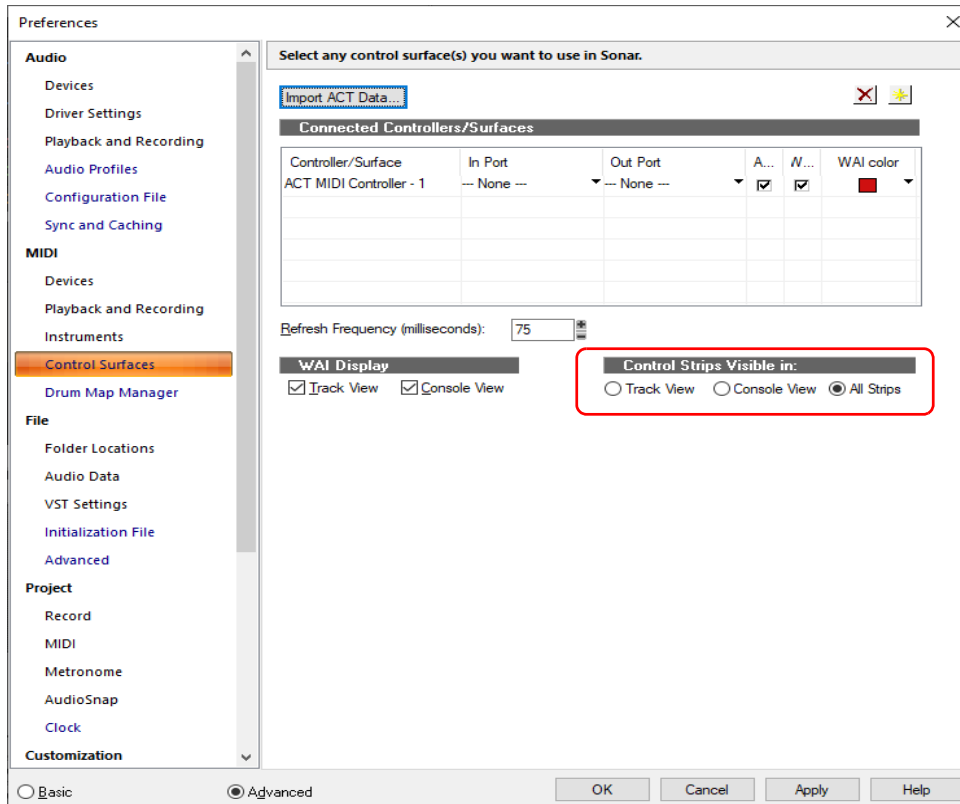 Preferences
Audio
Devices
Driver Settings
Playback and Recording
Audio Profiles
Configuration File
Sync and Caching
MIDI
Devices
Playback and Recording
Instruments
Control Surfaces
Drum Map Manager
File
Folder Locations
Audio Data
VST Settings
Initialization File
Advanced
Project
Record
MIDI
Metronome
AudioSnap
Clock
Customization
Basic
Advanced
Select any control surface(s) you want to use in Sonar.
Import ACT Data...
Connected Controllers/Surfaces
Controller/Surface In Port Out Port A... W... WAI color
ACT MIDI Controller - 1 --- None --- --- None ---
Refresh Frequency (milliseconds): 75
WAI Display
Track View Console View
Control Strips Visible in:
Track View Console View All Strips
OK Cancel Apply Help